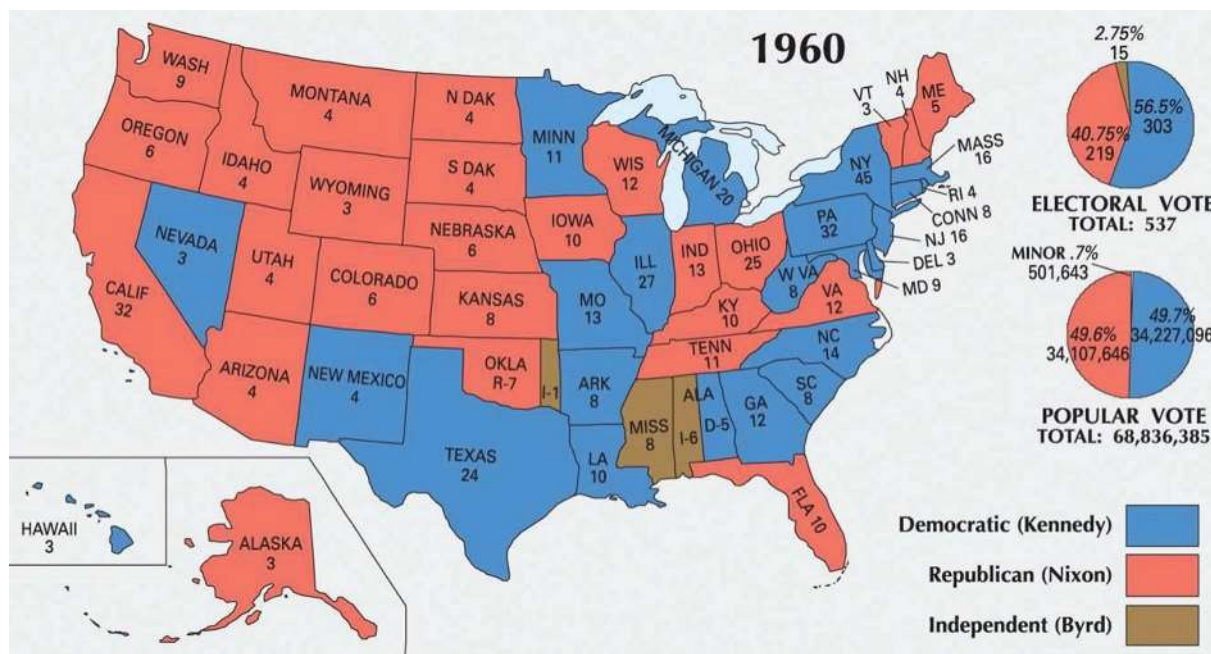 1960
WASH
9
OREGON
6
CALIF
32
NEVADA
3
IDAHO
4
MONTANA
4
WYOMING
3
UTAH
4
COLORADO
6
ARIZONA
4
NEW MEXICO
4
N DAK
4
S DAK
4
NEBRASKA
6
KANSAS
8
OKLA
R-7
I-1
TEXAS
24
MINN
11
IOWA
10
MO
13
ARK
8
LA
10
WIS
12
ILL
27
MICHIGAN 20
IND
13
OHIO
25
KY
10
TENN
11
MISS
8
ALA
I-6
D-5
GA
12
FLA 10
SC
8
NC
14
VA
12
W VA
8
PA
32
NY
45
VT
3
NH
4
ME
5
MASS
16
RI 4
CONN 8
NJ 16
DEL 3
MD 9
HAWAII
3
ALASKA
3
2.75%
15
56.5%
303
40.75%
219
ELECTORAL VOTE
TOTAL: 537
MINOR .7%
501,643
49.7%
34,227,096
49.6%
34,107,646
POPULAR VOTE
TOTAL: 68,836,385
Democratic (Kennedy)
Republican (Nixon)
Independent (Byrd)